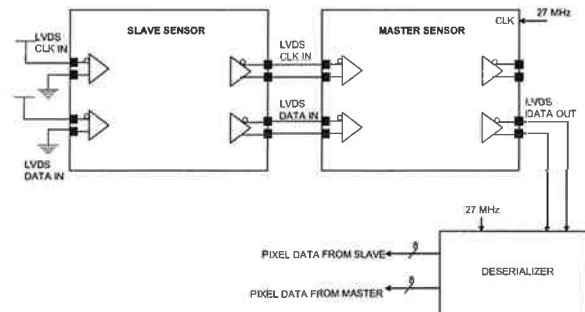 SLAVE SENSOR
MASTER SENSOR
CLK
27 MHz
LVDS
CLK IN
LVDS
CLK IN
LVDS
DATA IN
LVDS
DATA OUT
LVDS
DATA IN
27 MHz
PIXEL DATA FROM SLAVE
8
DESERIALIZER
PIXEL DATA FROM MASTER
8